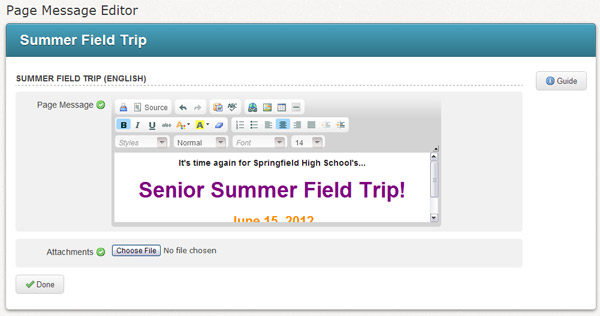 Page Message Editor
Summer Field Trip
SUMMER FIELD TRIP (ENGLISH)
Guide
Page Message
Source
ABC
B I U abc A A
Styles Normal Font 14
It's time again for Springfield High School's...
Senior Summer Field Trip!
June 15, 2012
Attachments Choose File No file chosen
Done